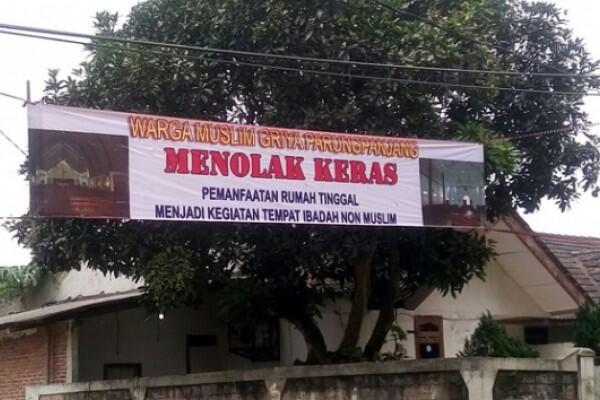 WARGA MUSLIM GRIYA PARUNGPANJANG
MENOLAK KERAS
PEMANFAATAN RUMAH TINGGAL
MENJADI KEGIATAN TEMPAT IBADAH NON MUSLIM